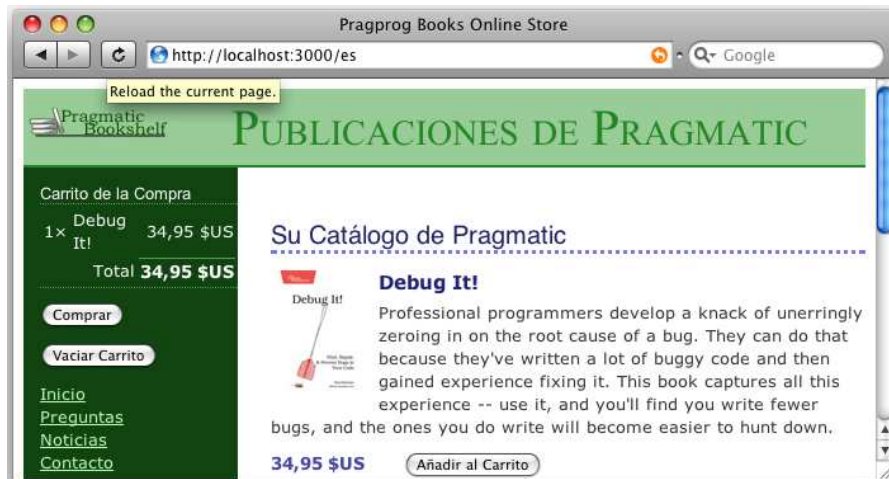 Pragprog Books Online Store
http://localhost:3000/es
Google
Reload the current page.
Pragmatic
Bookshelf
PUBLICACIONES DE PRAGMATIC
Carrito de la Compra
1× Debug It! 34,95 $US
Total 34,95 $US
Comprar
Vaciar Carrito
Inicio
Preguntas
Noticias
Contacto
Su Catálogo de Pragmatic
Debug It!
Debug It!
Professional programmers develop a knack of unerringly
zeroing in on the root cause of a bug. They can do that
because they've written a lot of buggy code and then
gained experience fixing it. This book captures all this
experience -- use it, and you'll find you write fewer
bugs, and the ones you do write will become easier to hunt down.
34,95 $US
Añadir al Carrito